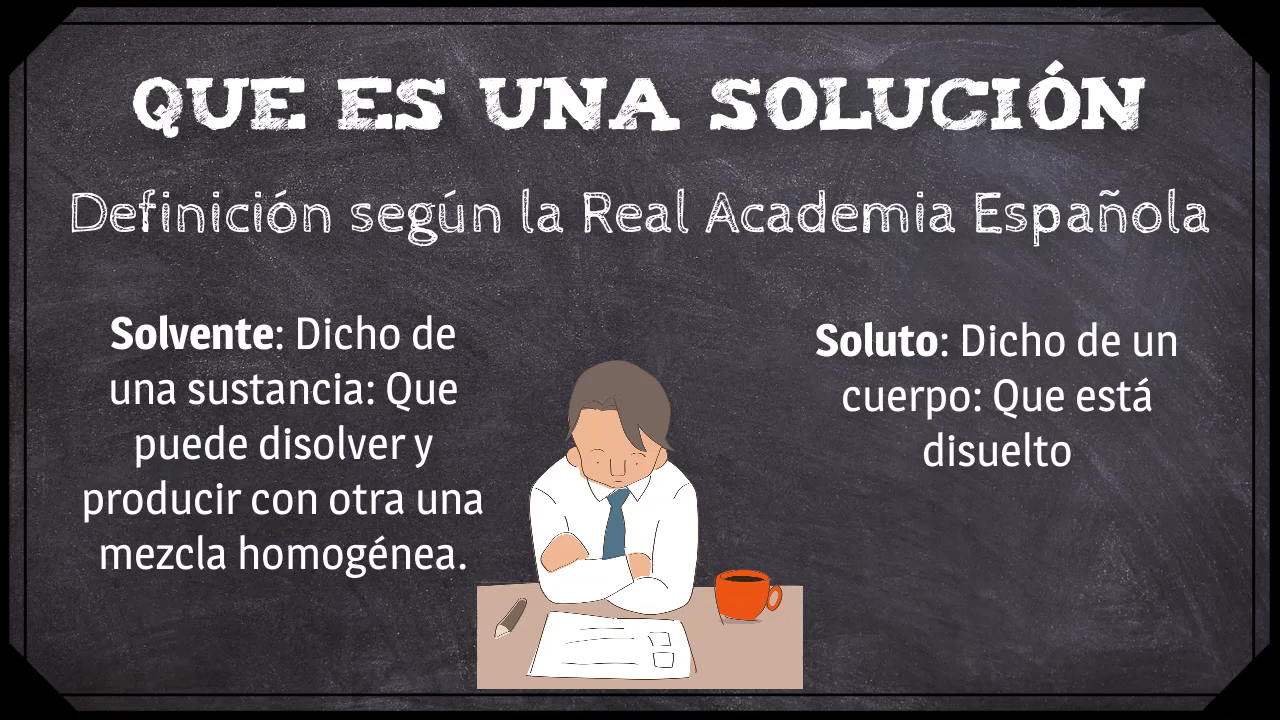 QUE ES UNA SOLUCIÓN
Definición según la Real Academia Española
Solvente: Dicho de
una sustancia: Que
puede disolver y
producir con otra una
mezcla homogénea.
Soluto: Dicho de un
cuerpo: Que está
disuelto